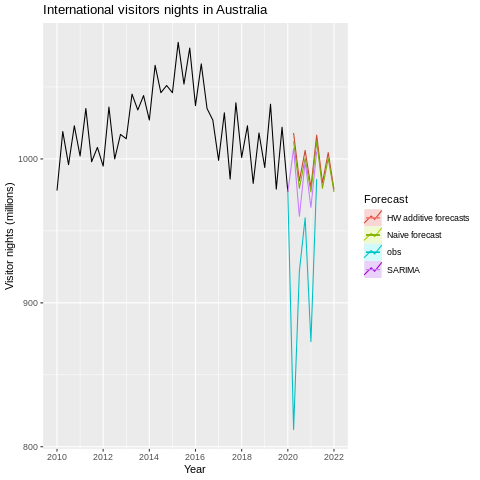 International visitors nights in Australia
Visitor nights (millions)
1000
900
800
2010
2012
2014
2016
2018
2020
2022
Year
Forecast
HW additive forecasts
Naive forecast
obs
SARIMA